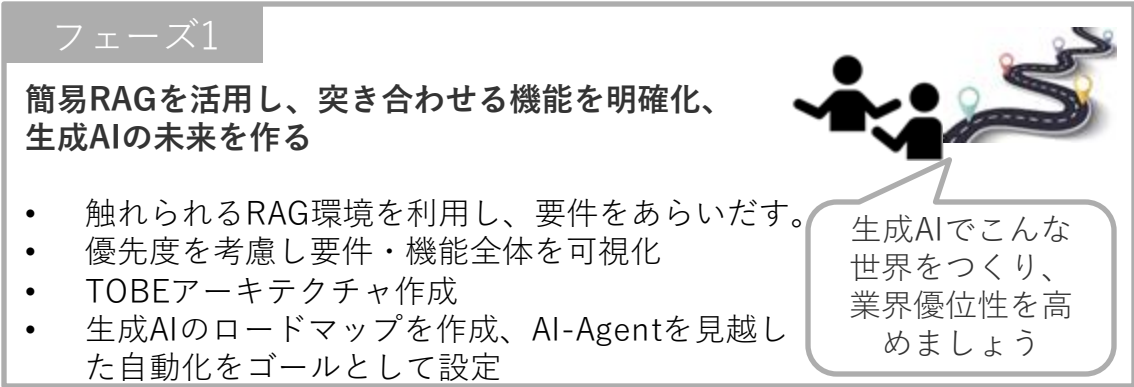 フェーズ1
簡易RAGを活用し、突き合わせる機能を明確化、
生成AIの未来を作る
• 触れられるRAG環境を利用し、要件をあらいだす。
• 優先度を考慮し要件・機能全体を可視化
• TOBEアーキテクチャ作成
• 生成AIのロードマップを作成、AI-Agentを見越し
た自動化をゴールとして設定
生成AIでこんな
世界をつくり、
業界優位性を高
めましょう